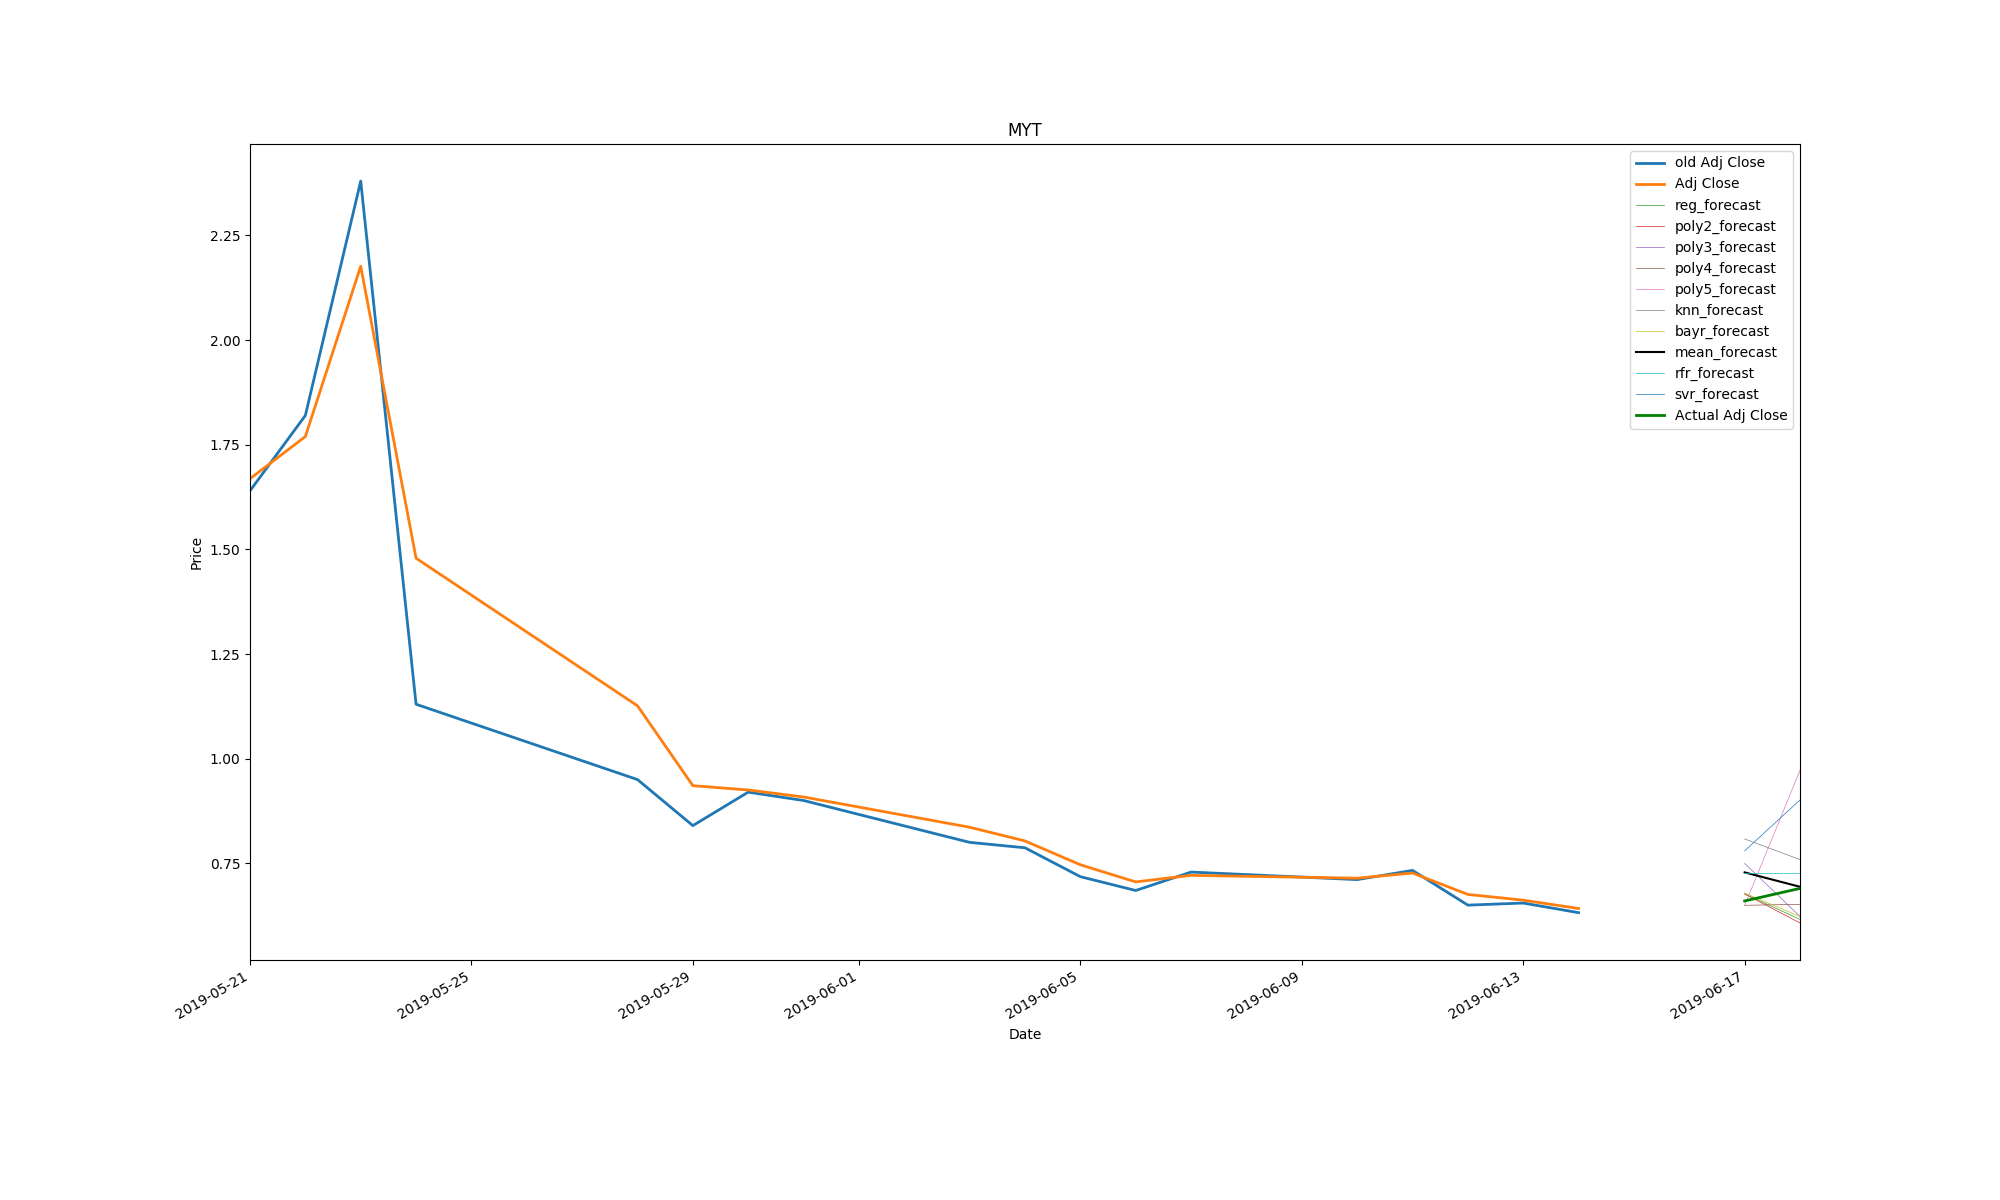 MYT
old Adj Close
Adj Close
reg_forecast
poly2_forecast
poly3_forecast
poly4_forecast
poly5_forecast
knn_forecast
bayr_forecast
mean_forecast
rfr_forecast
svr_forecast
Actual Adj Close
Price
2.25
2.00
1.75
1.50
1.25
1.00
0.75
2019-05-21
2019-05-25
2019-05-29
2019-06-01
2019-06-05
2019-06-09
2019-06-13
2019-06-17
Date